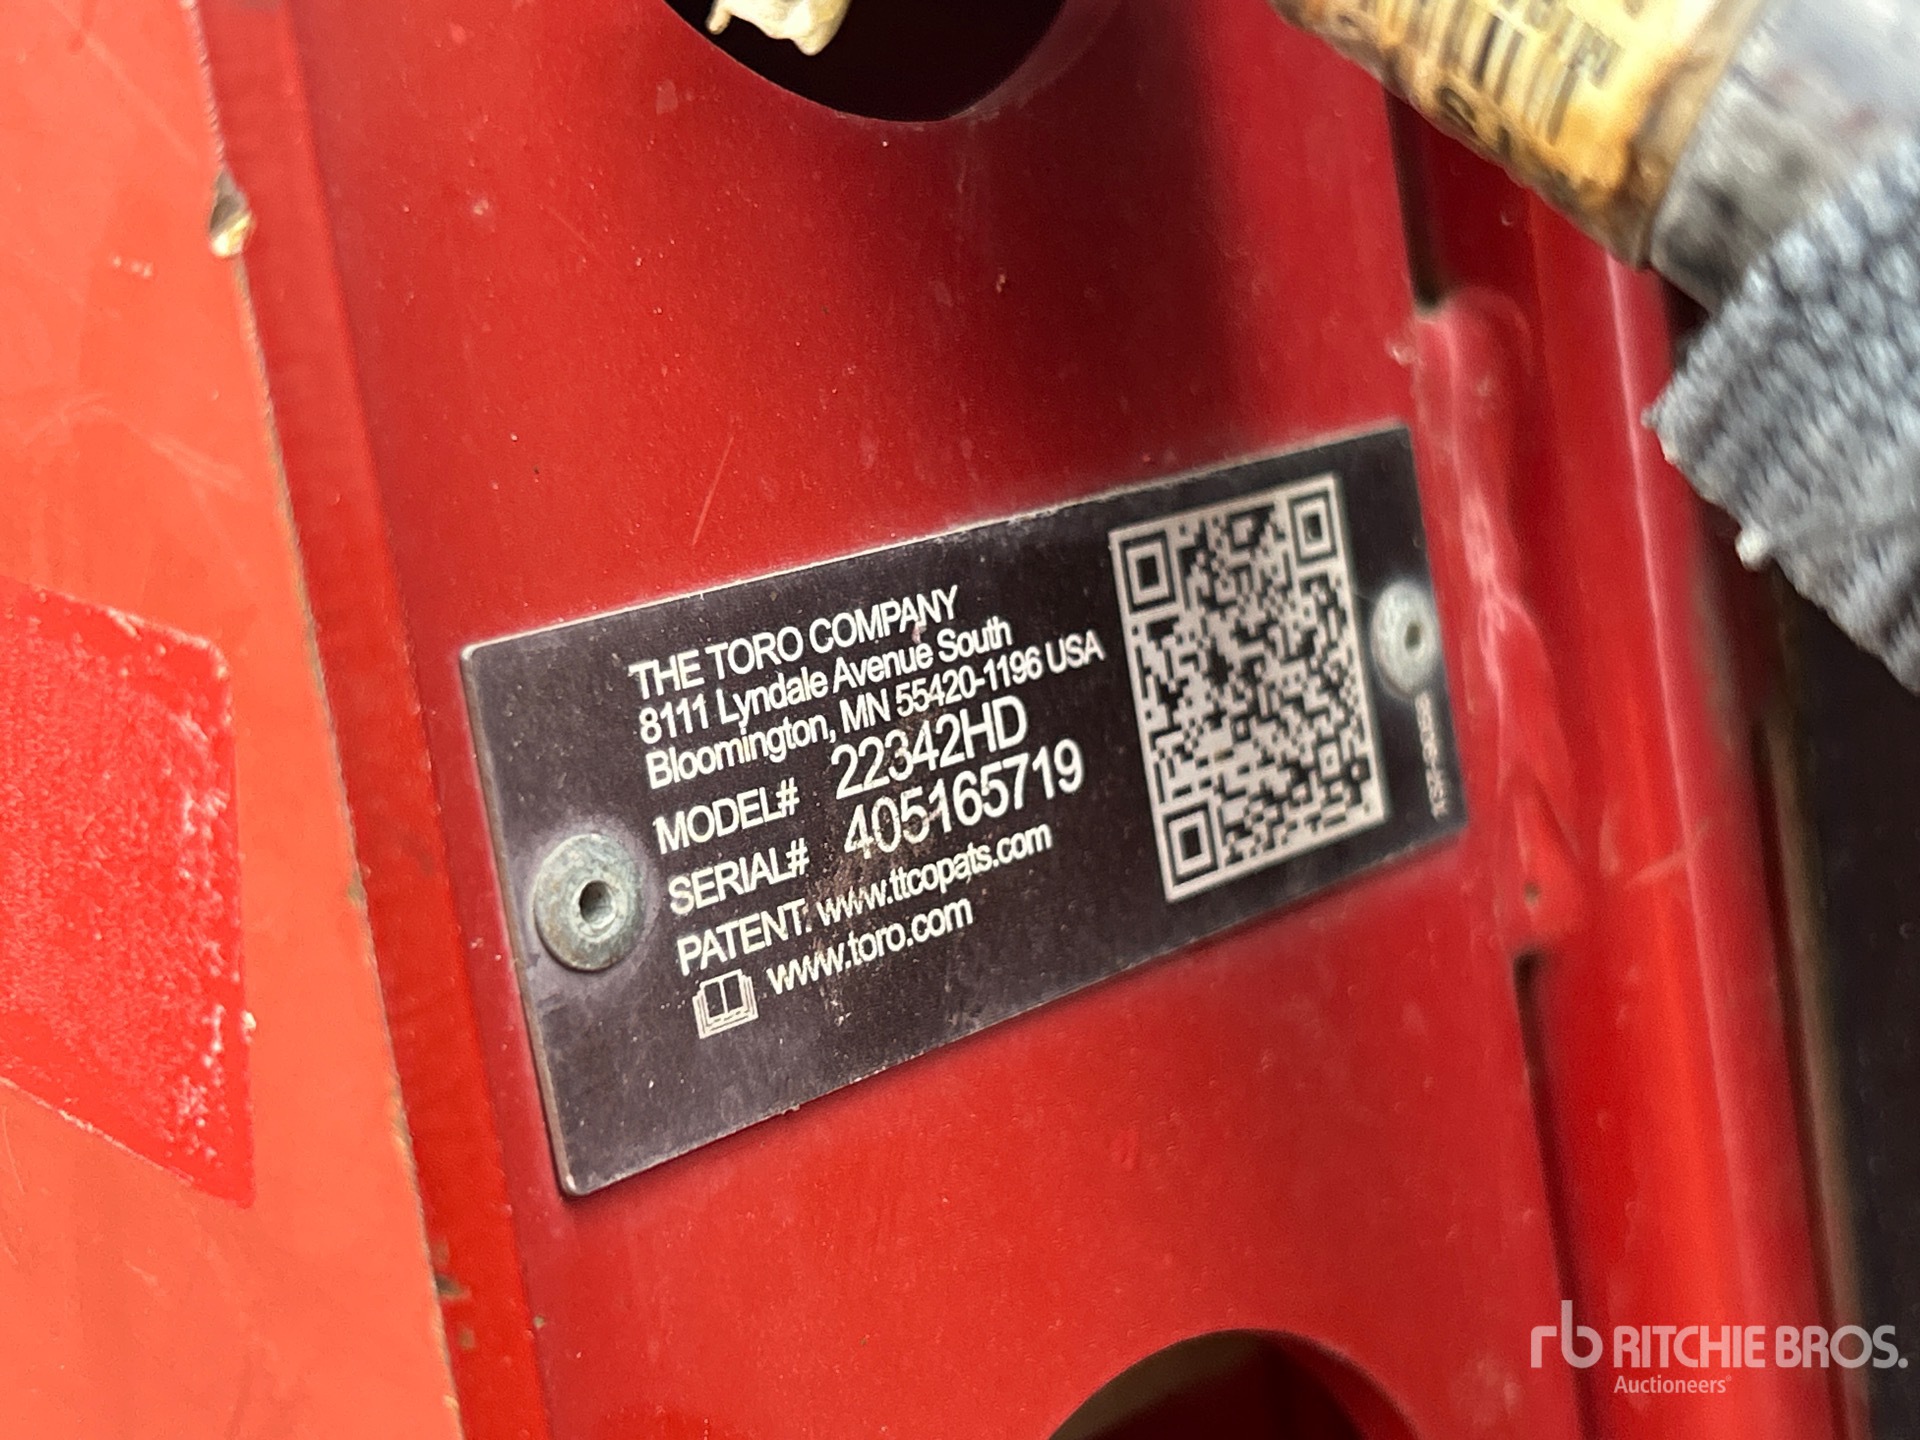 THE TORO COMPANY
8111 Lyndale Avenue South
Bloomington, MN 55420-1196 USA
MODEL# 22342HD
SERIAL# 405165719
PATENT: www.ttcopats.com
www.toro.com
rb RITCHIE BROS.
Auctioneers